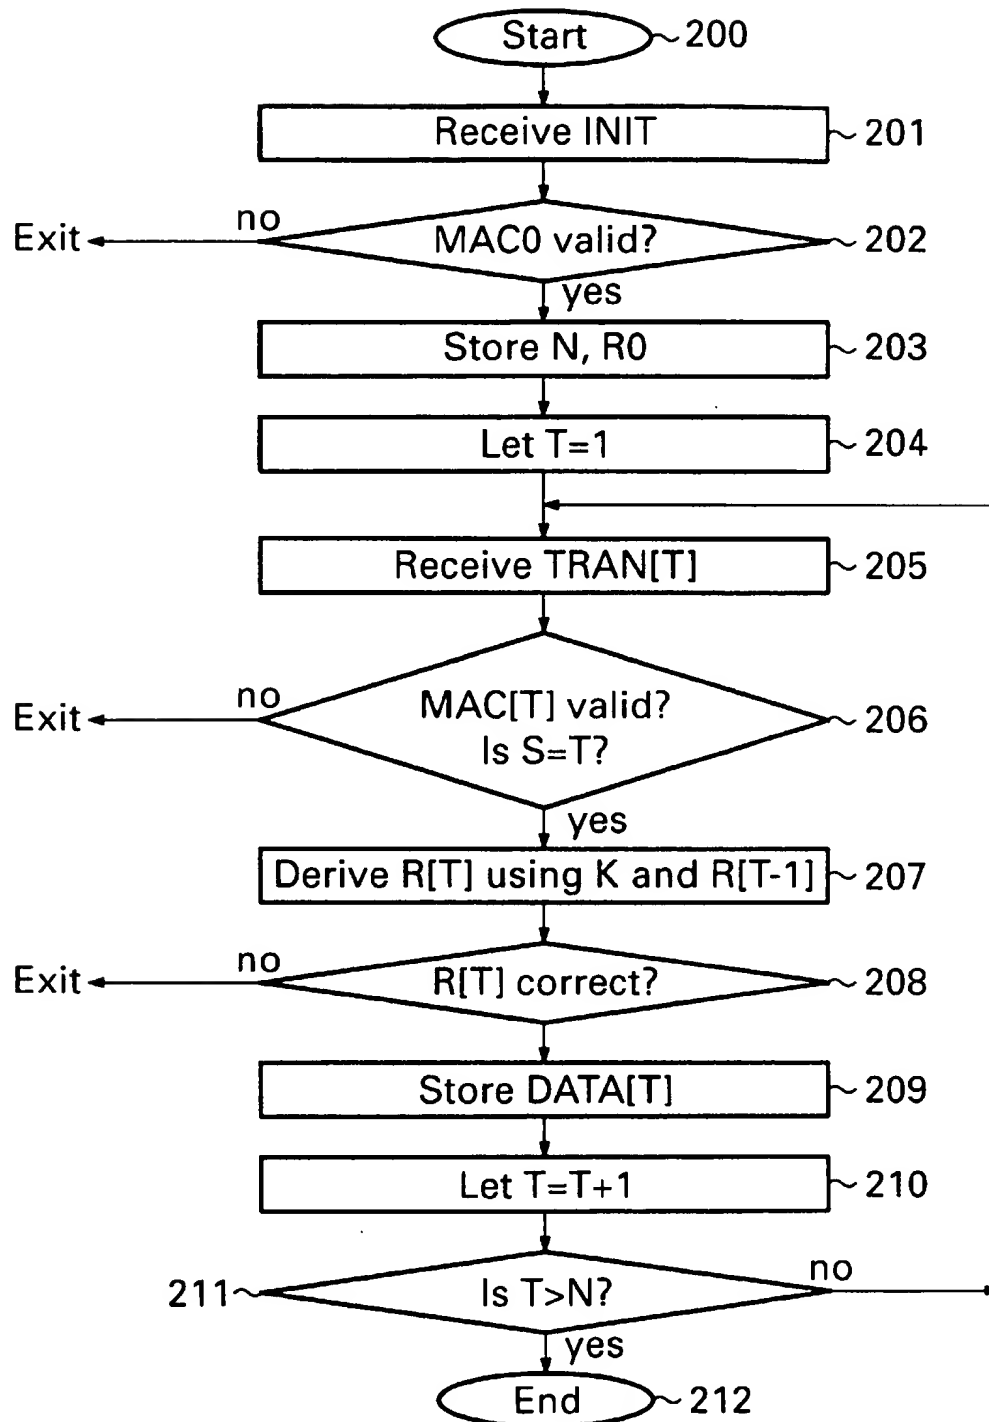 Start 200
Receive INIT 201
no
Exit MAC0 valid? 202
yes
Store N, R0 203
Let T=1 204
Receive TRAN[T] 205
no
Exit MAC[T] valid? 206
Is S=T?
yes
Derive R[T] using K and R[T-1] 207
no
Exit R[T] correct? 208
Store DATA[T] 209
Let T=T+1 210
no
211 Is T>N?
yes
End 212